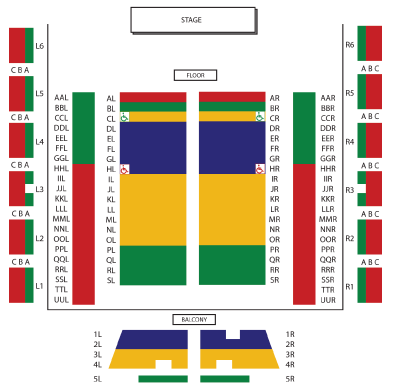 STAGE
L6
R6
C B A
A B C
FLOOR
L5
R5
AAL
AL
AR
AAR
BBL
BL
BR
BBR
C B A
CCL
CL
CR
CCR
A B C
L4
DDL
DL
DR
DDR
R4
EEL
EL
ER
EER
FFL
FL
FR
FFR
C B A
GGL
GL
GR
GGR
A B C
HHL
HL
HR
HHR
L3
IIL
IL
IR
IIR
R3
JJL
JL
JR
JJR
KKL
KL
KR
KKR
C B A
LLL
LL
LR
LLR
A B C
MML
ML
MR
MMR
L2
NNL
NL
NR
NNR
R2
OOL
OL
OR
OOR
PPL
PL
PR
PPR
C B A
QQL
QL
QR
QQR
A B C
RRL
RL
RR
RRR
L1
SSL
SL
SR
SSR
R1
TTL
TTR
UUL
UUR
BALCONY
1L
1R
2L
2R
3L
3R
4L
4R
5L
5R